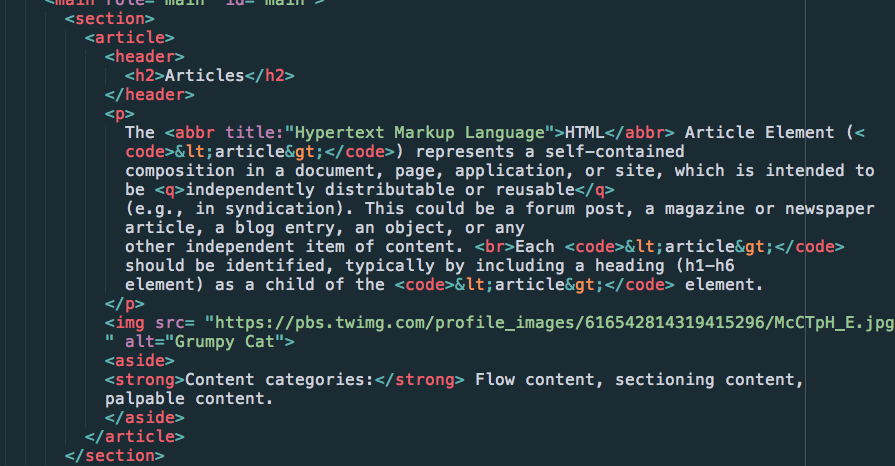 <main role="main" id="main">
<section>
<article>
<header>
<h2>Articles</h2>
</header>
<p>
The <abbr title:"Hypertext Markup Language">HTML</abbr> Article Element (<
code>&lt;article&gt;</code>) represents a self-contained
composition in a document, page, application, or site, which is intended to
be <q>independently distributable or reusable</q>
(e.g., in syndication). This could be a forum post, a magazine or newspaper
article, a blog entry, an object, or any
other independent item of content. <br>Each <code>&lt;article&gt;</code>
should be identified, typically by including a heading (h1-h6
element) as a child of the <code>&lt;article&gt;</code> element.
</p>
<img src= "https://pbs.twimg.com/profile_images/616542814319415296/McCTpH_E.jpg
" alt="Grumpy Cat">
<aside>
<strong>Content categories:</strong> Flow content, sectioning content,
palpable content.
</aside>
</article>
</section>